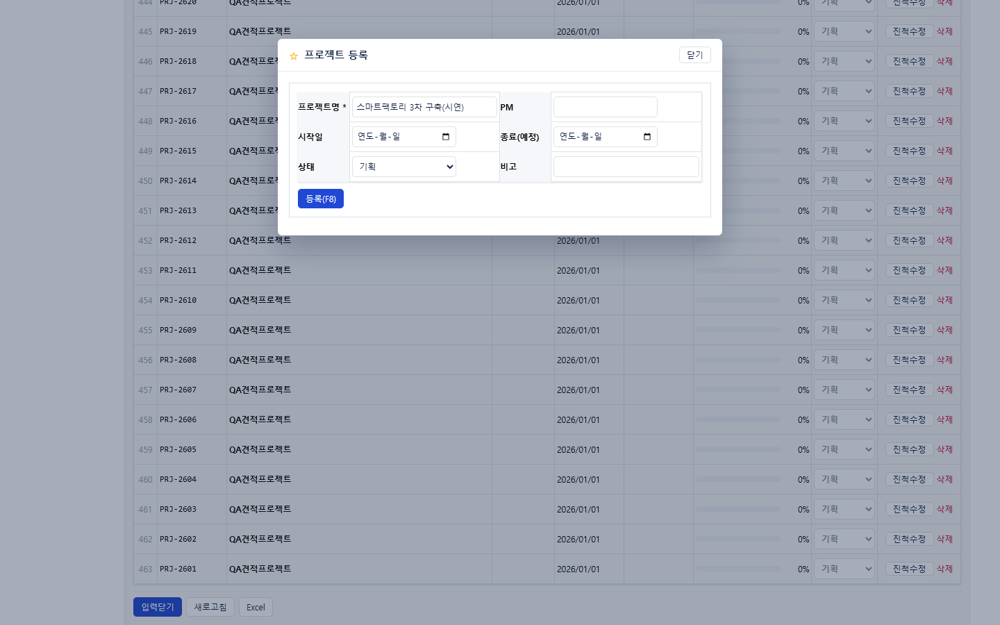 444 PRJ-2620 QA견적프로젝트 2026/01/01 0% 기획 진척수정 삭제
445 PRJ-2619 QA견적프로젝트 2026/01/01 0% 기획 진척수정 삭제
446 PRJ-2618 QA견적프 0% 기획 진척수정 삭제
447 PRJ-2617 QA견적프 0% 기획 진척수정 삭제
448 PRJ-2616 QA견적프 0% 기획 진척수정 삭제
449 PRJ-2615 QA견적프 0% 기획 진척수정 삭제
450 PRJ-2614 QA견적프 0% 기획 진척수정 삭제
451 PRJ-2613 QA견적프 0% 기획 진척수정 삭제
☆ 프로젝트 등록 닫기
프로젝트명 * 스마트팩토리 3차 구축(시연) PM
시작일 연도-월-일 종료(예정) 연도-월-일
상태 기획 비고
등록(F8)
452 PRJ-2612 QA견적프로젝트 2026/01/01 0% 기획 진척수정 삭제
453 PRJ-2611 QA견적프로젝트 2026/01/01 0% 기획 진척수정 삭제
454 PRJ-2610 QA견적프로젝트 2026/01/01 0% 기획 진척수정 삭제
455 PRJ-2609 QA견적프로젝트 2026/01/01 0% 기획 진척수정 삭제
456 PRJ-2608 QA견적프로젝트 2026/01/01 0% 기획 진척수정 삭제
457 PRJ-2607 QA견적프로젝트 2026/01/01 0% 기획 진척수정 삭제
458 PRJ-2606 QA견적프로젝트 2026/01/01 0% 기획 진척수정 삭제
459 PRJ-2605 QA견적프로젝트 2026/01/01 0% 기획 진척수정 삭제
460 PRJ-2604 QA견적프로젝트 2026/01/01 0% 기획 진척수정 삭제
461 PRJ-2603 QA견적프로젝트 2026/01/01 0% 기획 진척수정 삭제
462 PRJ-2602 QA견적프로젝트 2026/01/01 0% 기획 진척수정 삭제
463 PRJ-2601 QA견적프로젝트 2026/01/01 0% 기획 진척수정 삭제
입력닫기 새로고침 Excel